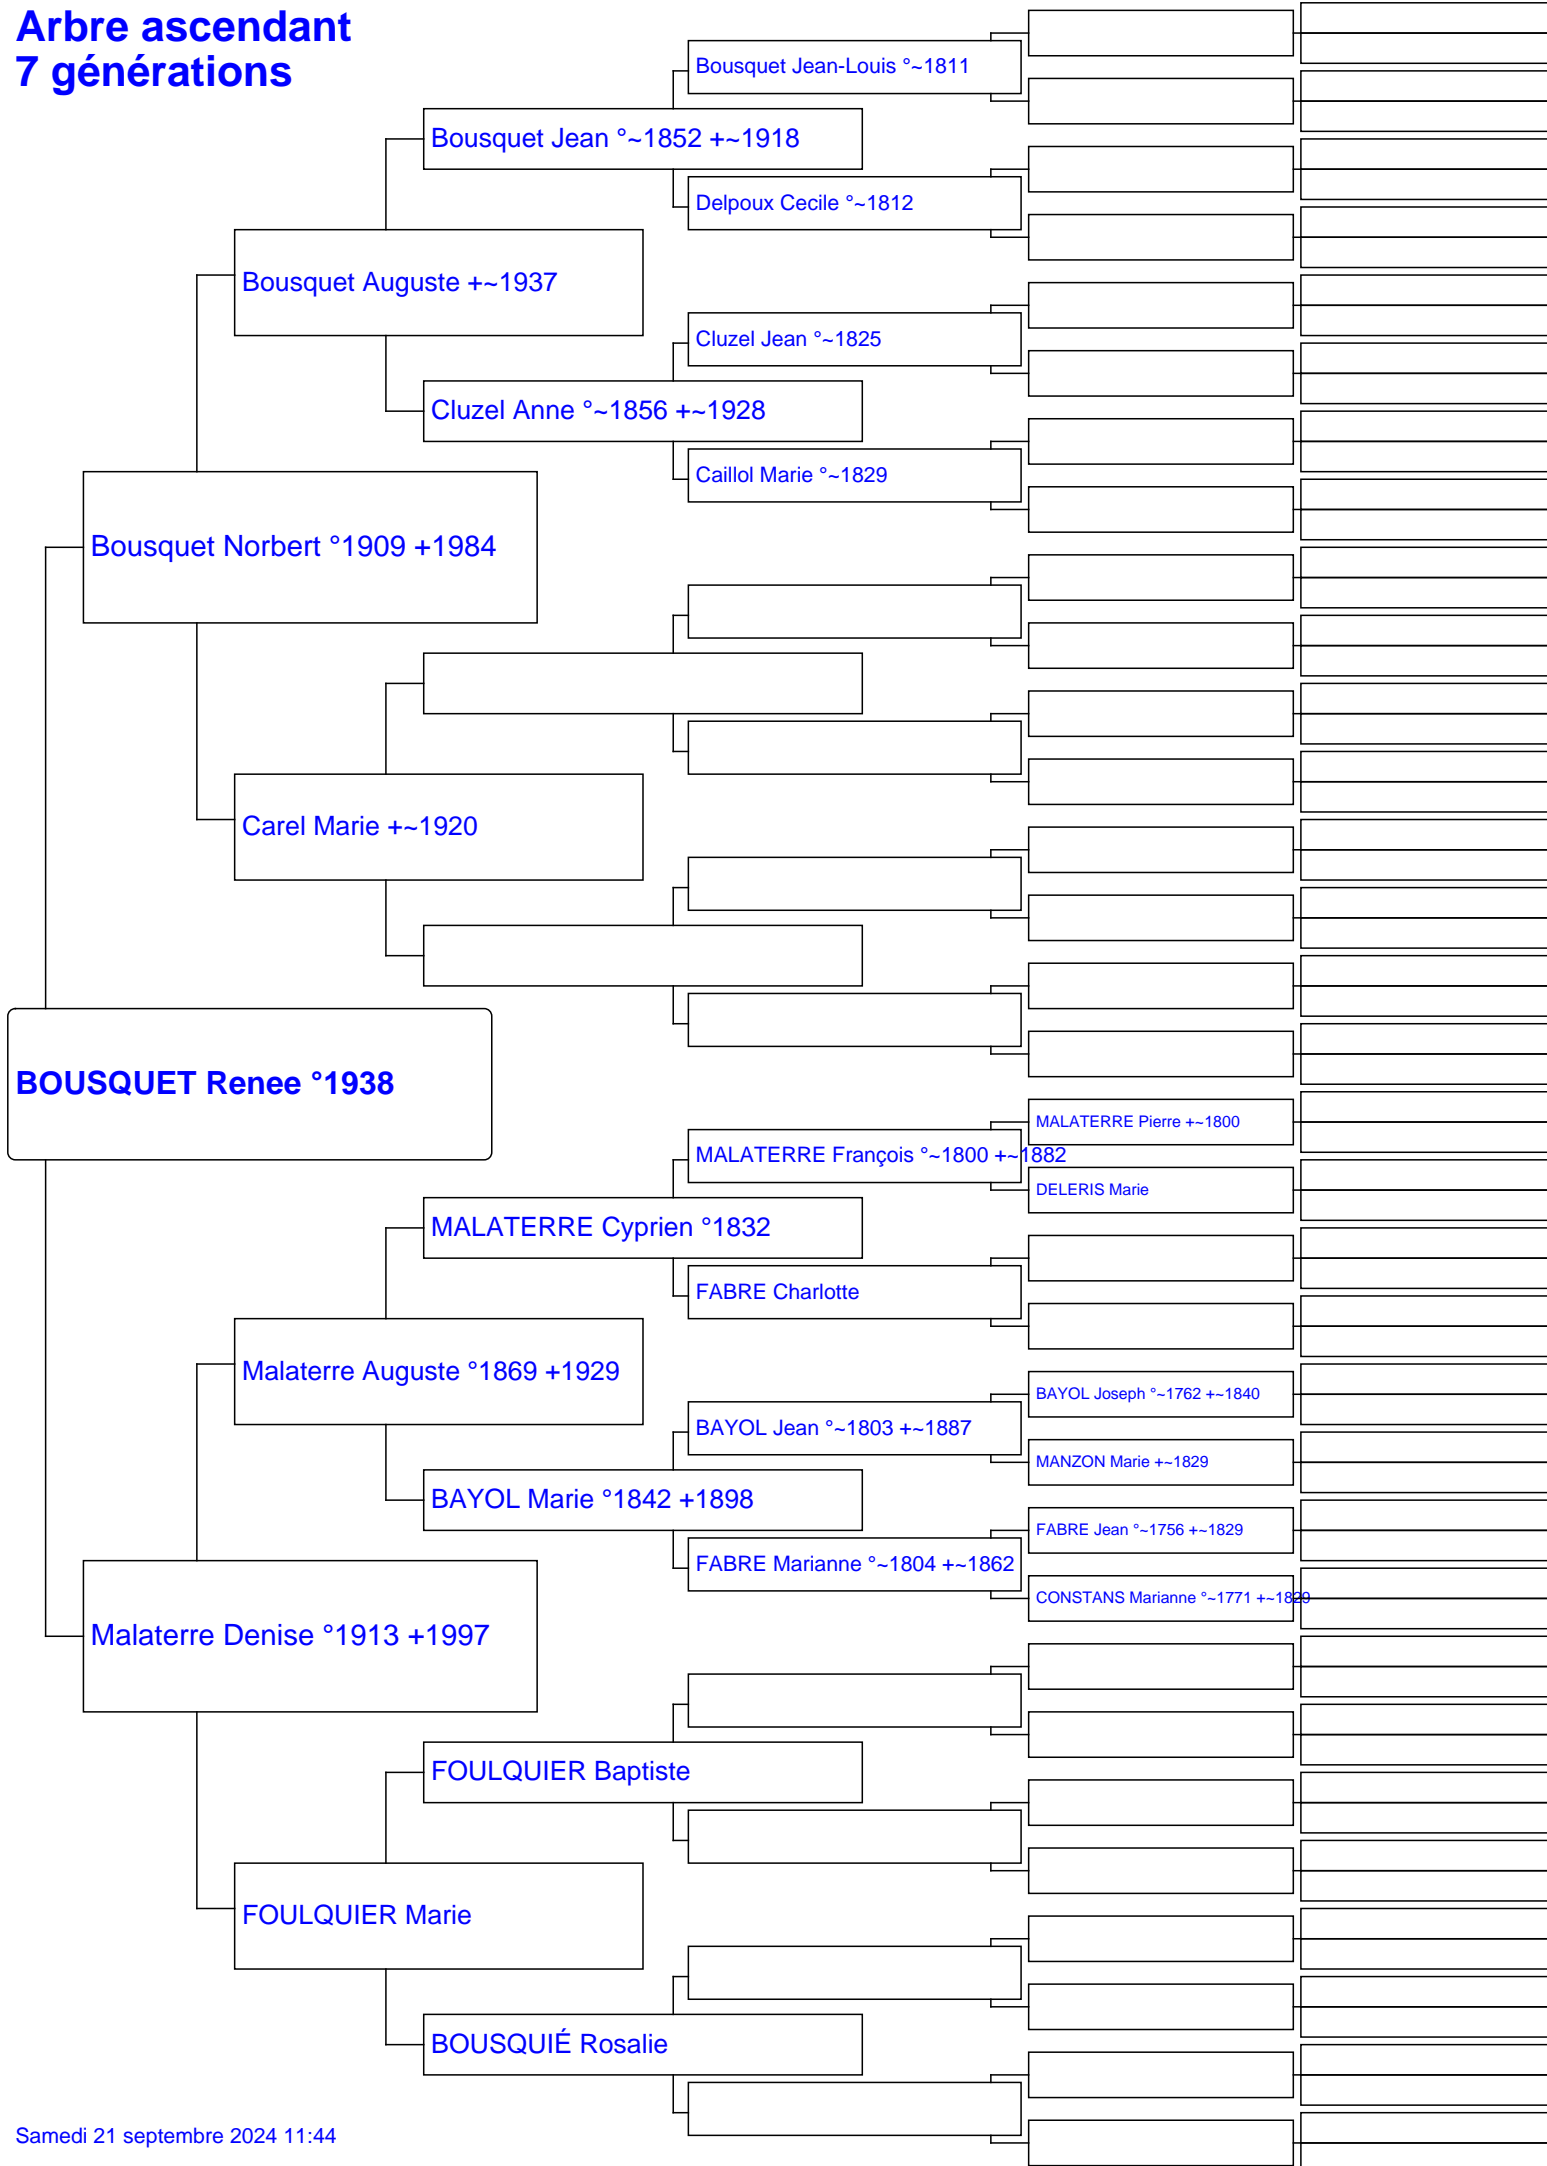 Arbre ascendant
7 générations
Bousquet Jean-Louis °~1811
Bousquet Jean °~1852 +~1918
Delpoux Cecile °~1812
Bousquet Auguste +~1937
Cluzel Jean °~1825
Cluzel Anne °~1856 +~1928
Caillol Marie °~1829
Bousquet Norbert °1909 +1984
Carel Marie +~1920
BOUSQUET Renee °1938
MALATERRE Pierre +~1800
MALATERRE François °~1800 +~1882
DELERIS Marie
MALATERRE Cyprien °1832
FABRE Charlotte
Malaterre Auguste °1869 +1929
BAYOL Joseph °~1762 +~1840
BAYOL Jean °~1803 +~1887
MANZON Marie +~1829
BAYOL Marie °1842 +1898
FABRE Jean °~1756 +~1829
FABRE Marianne °~1804 +~1862
CONSTANS Marianne °~1771 +~1829
Malaterre Denise °1913 +1997
FOULQUIER Baptiste
FOULQUIER Marie
BOUSQUIÉ Rosalie
Samedi 21 septembre 2024 11:44